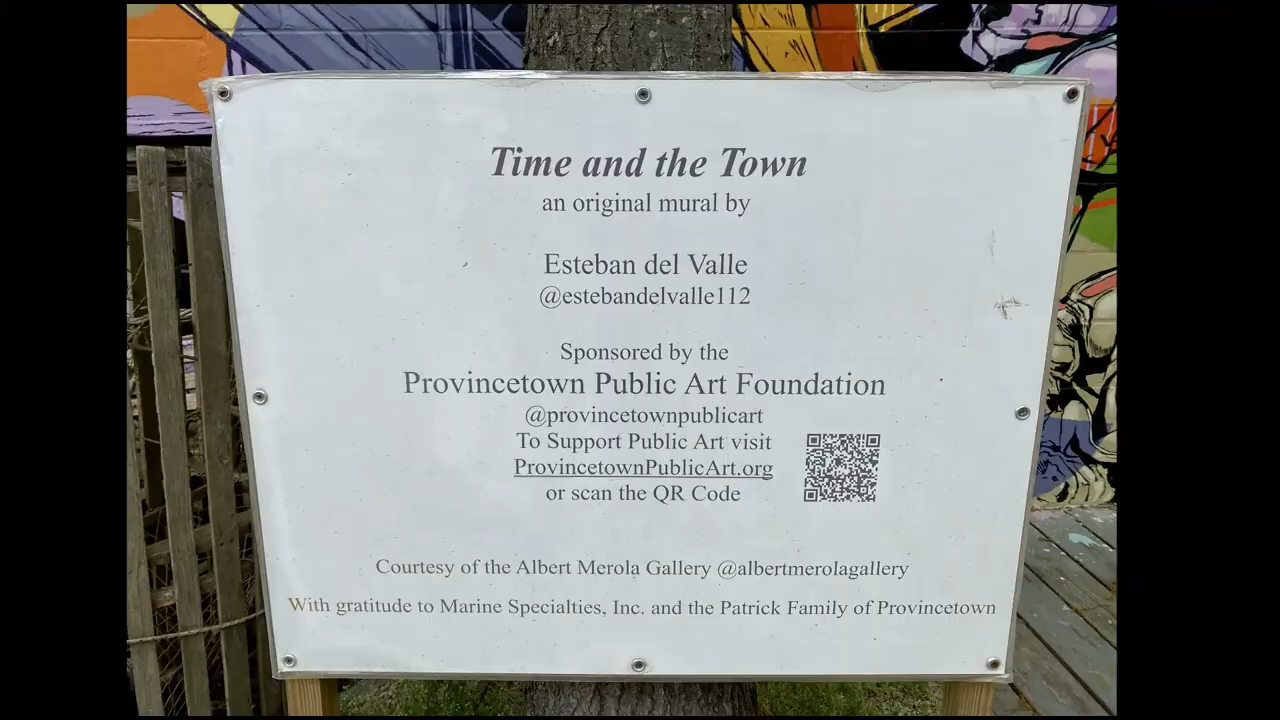 Time and the Town
an original mural by
Esteban del Valle
@estebandelvalle112
Sponsored by the
Provincetown Public Art Foundation
@provincetownpublicart
To Support Public Art visit
ProvincetownPublicArt.org
or scan the QR Code
Courtesy of the Albert Merola Gallery @albertmerolagallery
With gratitude to Marine Specialties, Inc. and the Patrick Family of Provincetown